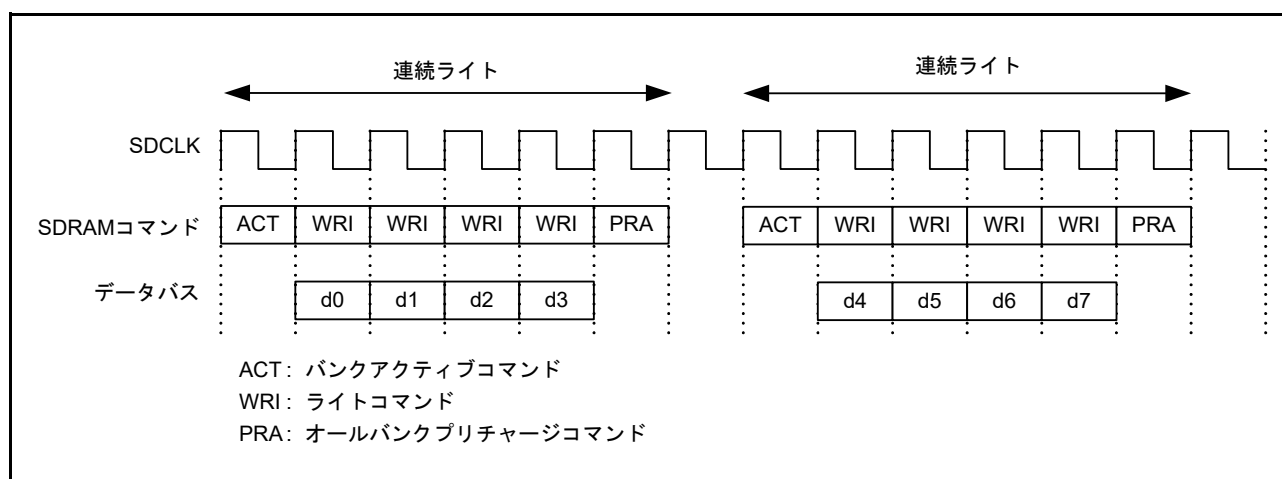 連続ライト 連続ライト
SDCLK
SDRAMコマンド ACT WRI WRI WRI WRI PRA ACT WRI WRI WRI WRI PRA
データバス d0 d1 d2 d3 d4 d5 d6 d7
ACT : バンクアクティブコマンド
WRI : ライトコマンド
PRA : オールバンクプリチャージコマンド